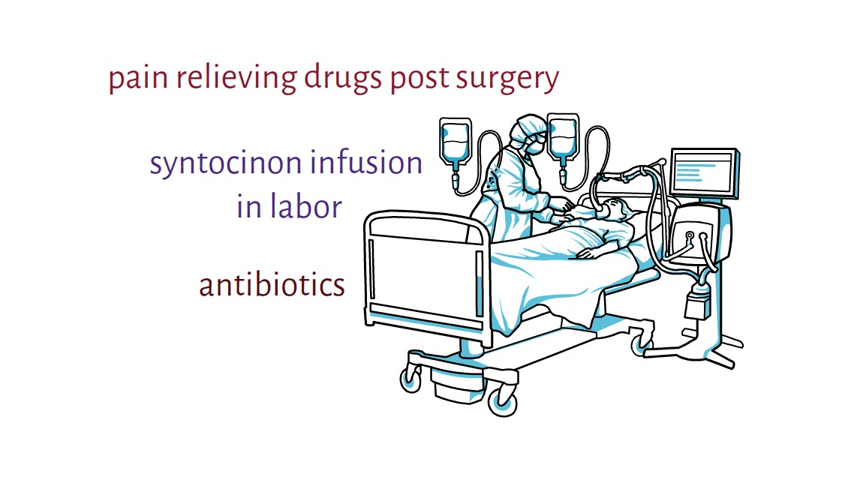 pain relieving drugs post surgery
syntocinon infusion
in labor
antibiotics